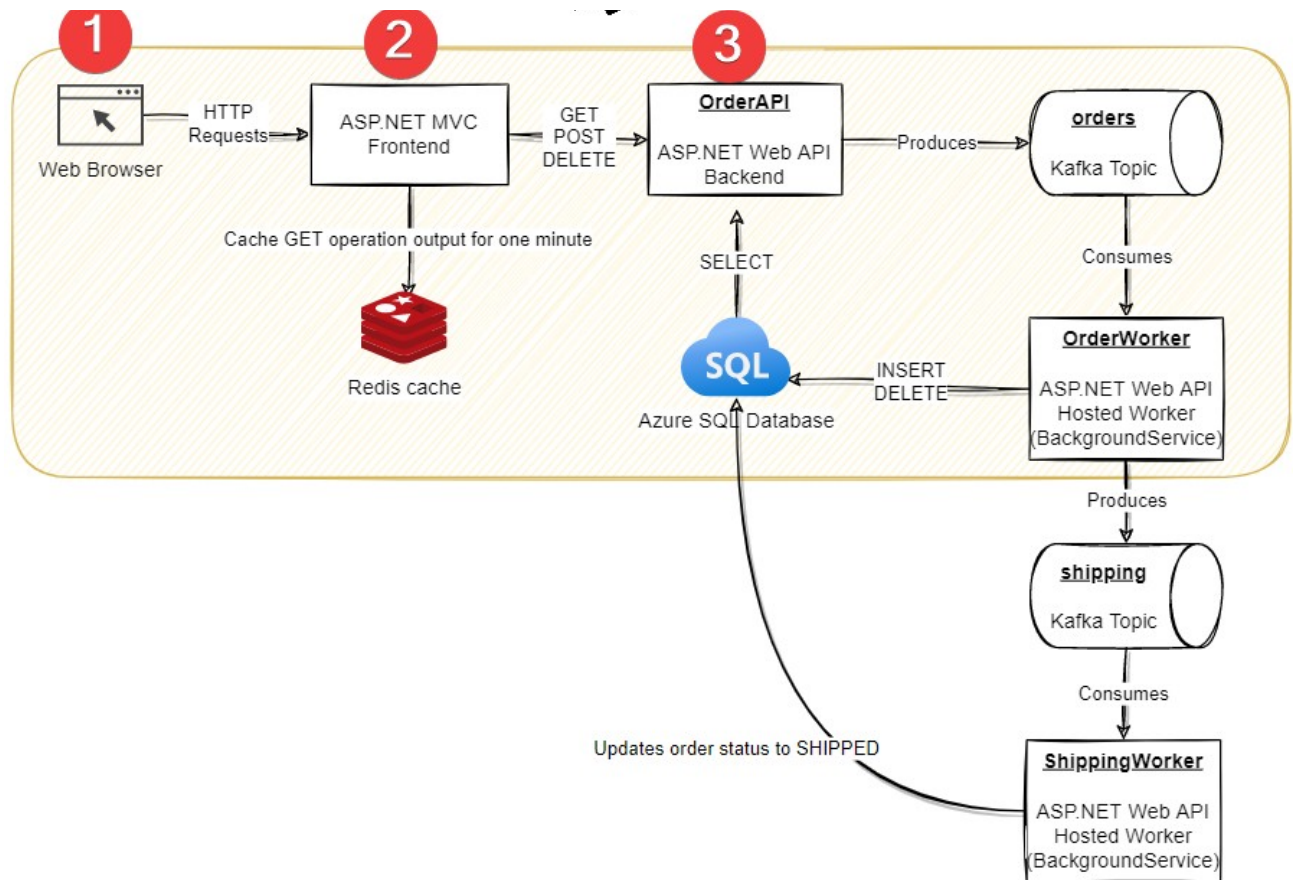 1
2
3
Web Browser
HTTP
Requests
ASP.NET MVC
Frontend
GET
POST
DELETE
OrderAPI
ASP.NET Web API
Backend
Produces
orders
Kafka Topic
Cache GET operation output for one minute
Redis cache
SELECT
SQL
Azure SQL Database
Consumes
OrderWorker
ASP.NET Web API
Hosted Worker
(BackgroundService)
INSERT
DELETE
Produces
shipping
Kafka Topic
Consumes
Updates order status to SHIPPED
ShippingWorker
ASP.NET Web API
Hosted Worker
(BackgroundService)